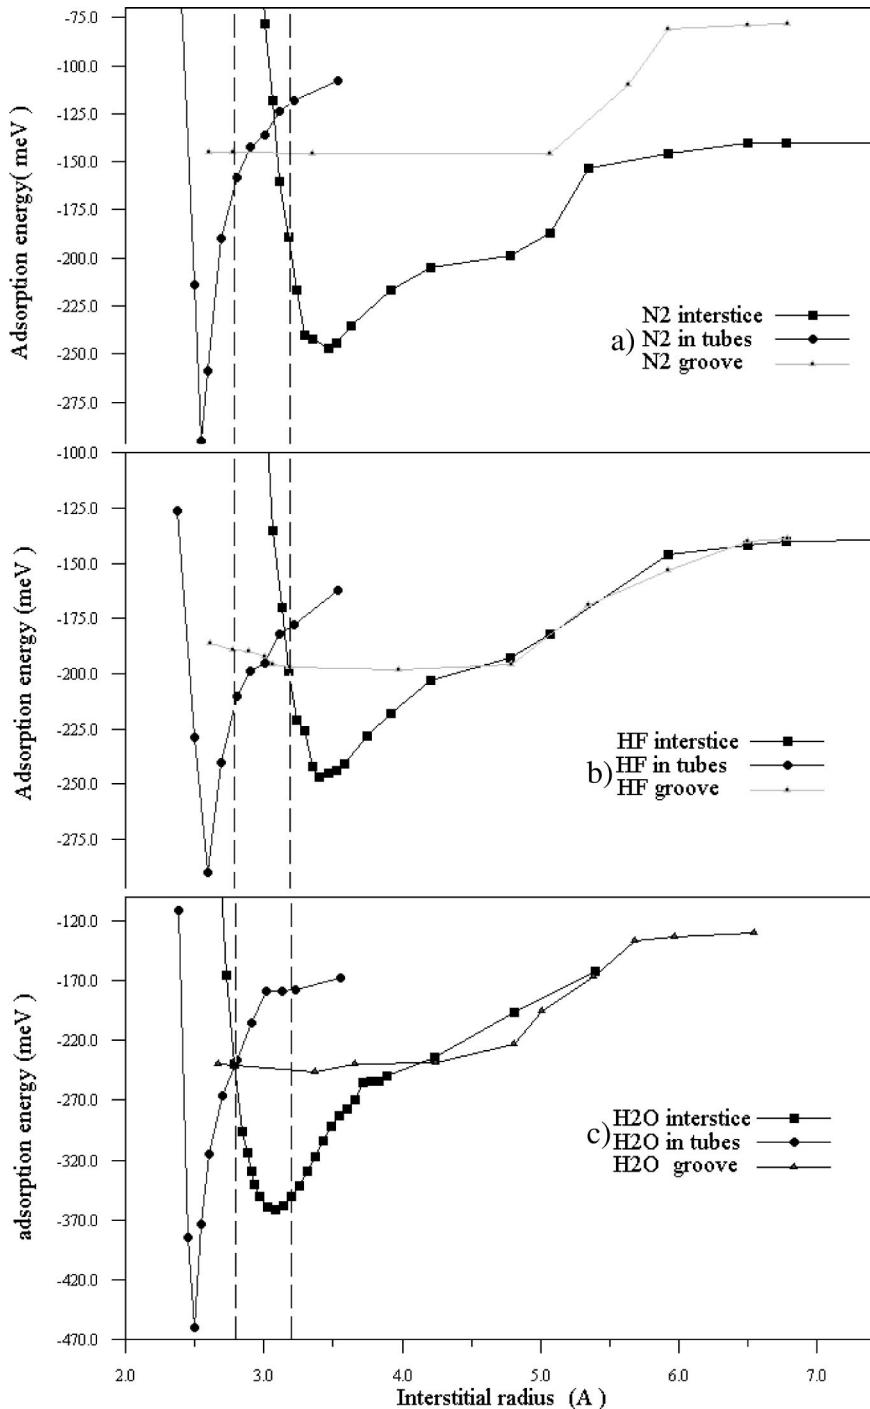 -75.0
-100.0
-125.0
-150.0
-175.0
-200.0
-225.0
-250.0
-275.0
Adsorption energy( meV )
a)
N2 interstice
N2 in tubes
N2 groove
-100.0
-125.0
-150.0
-175.0
-200.0
-225.0
-250.0
-275.0
Adsorption energy (meV )
b)
HF interstice
HF in tubes
HF groove
-120.0
-170.0
-220.0
-270.0
-320.0
-370.0
-420.0
-470.0
adsorption energy (meV )
c)
H2O interstice
H2O in tubes
H2O groove
2.0 3.0 4.0 5.0 6.0 7.0
Interstitial radius (A )